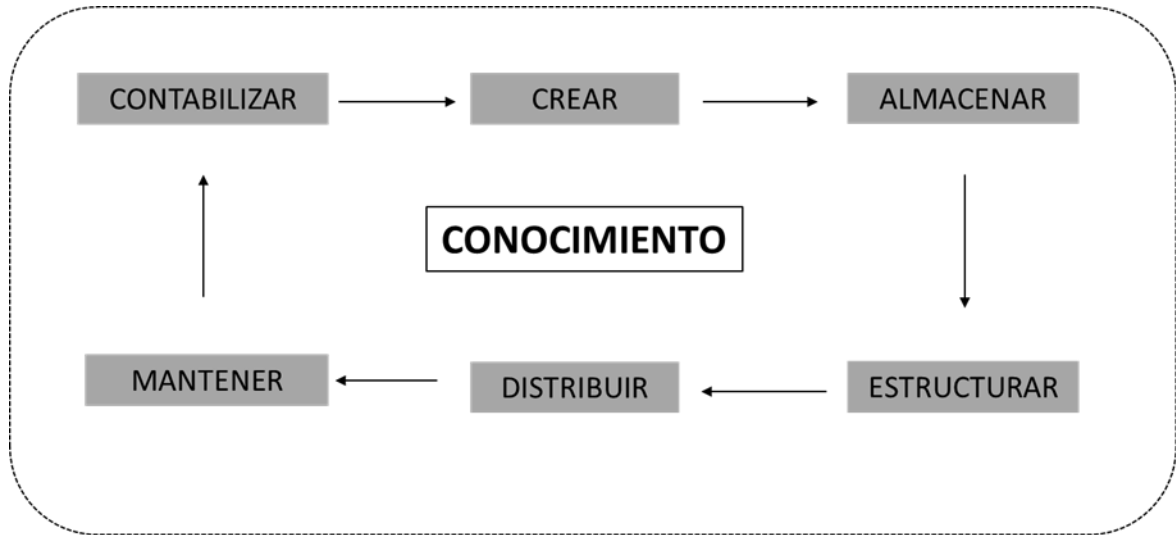 CONTABILIZAR
CREAR
ALMACENAR
CONOCIMIENTO
MANTENER
DISTRIBUIR
ESTRUCTURAR